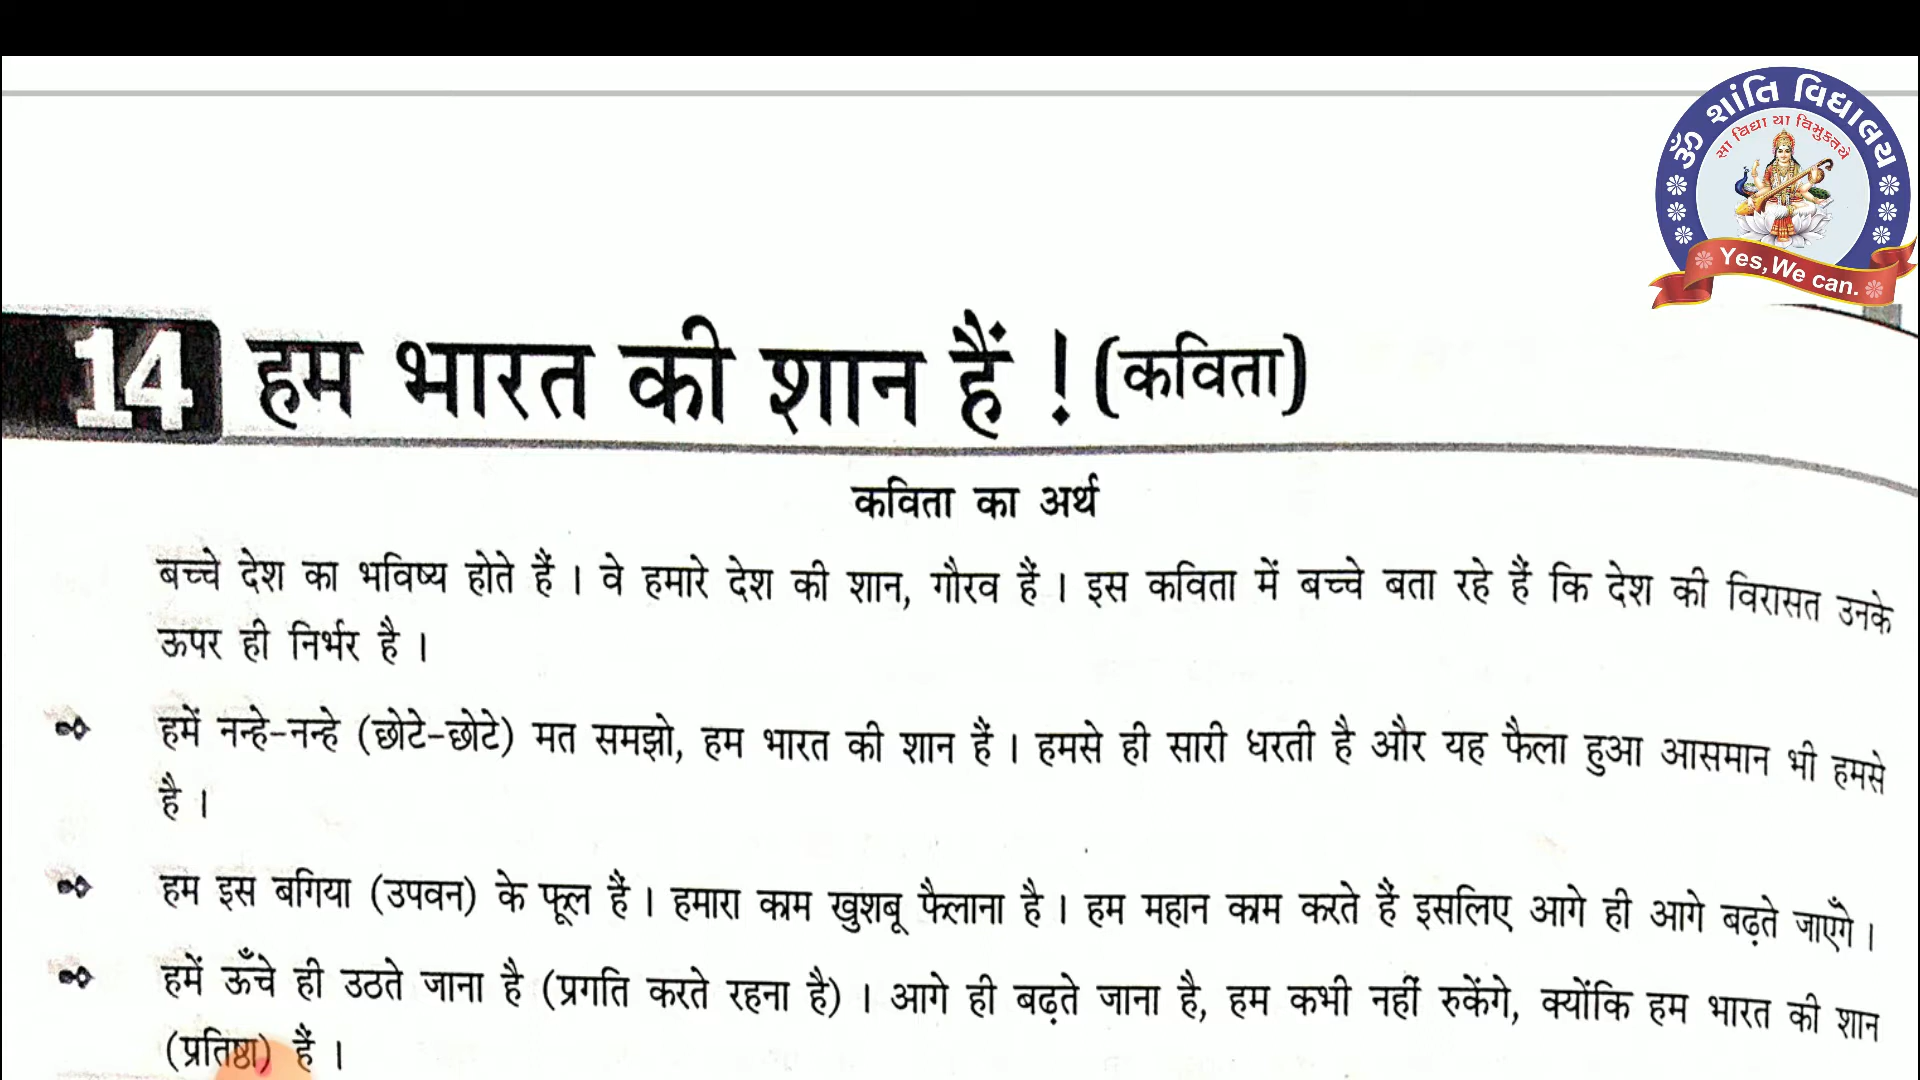 ૐ શાંતિ વિદ્યાલય
સા વિદ્યા યા વિમુક્તયે
Yes, We can.
14 हम भारत की शान हैं ! (कविता)
कविता का अर्थ
बच्चे देश का भविष्य होते हैं । वे हमारे देश की शान, गौरव हैं । इस कविता में बच्चे बता रहे हैं कि देश की विरासत उनके
ऊपर ही निर्भर है ।
हमें नन्हे-नन्हे (छोटे-छोटे) मत समझो, हम भारत की शान हैं । हमसे ही सारी धरती है और यह फैला हुआ आसमान भी हमसे
है ।
हम इस बगिया (उपवन) के फूल हैं । हमारा काम खुशबू फैलाना है । हम महान काम करते हैं इसलिए आगे ही आगे बढ़ते जाएँगे ।
हमें ऊँचे ही उठते जाना है (प्रगति करते रहना है) । आगे ही बढ़ते जाना है, हम कभी नहीं रुकेंगे, क्योंकि हम भारत की शान
(प्रतिष्ठा) हैं ।